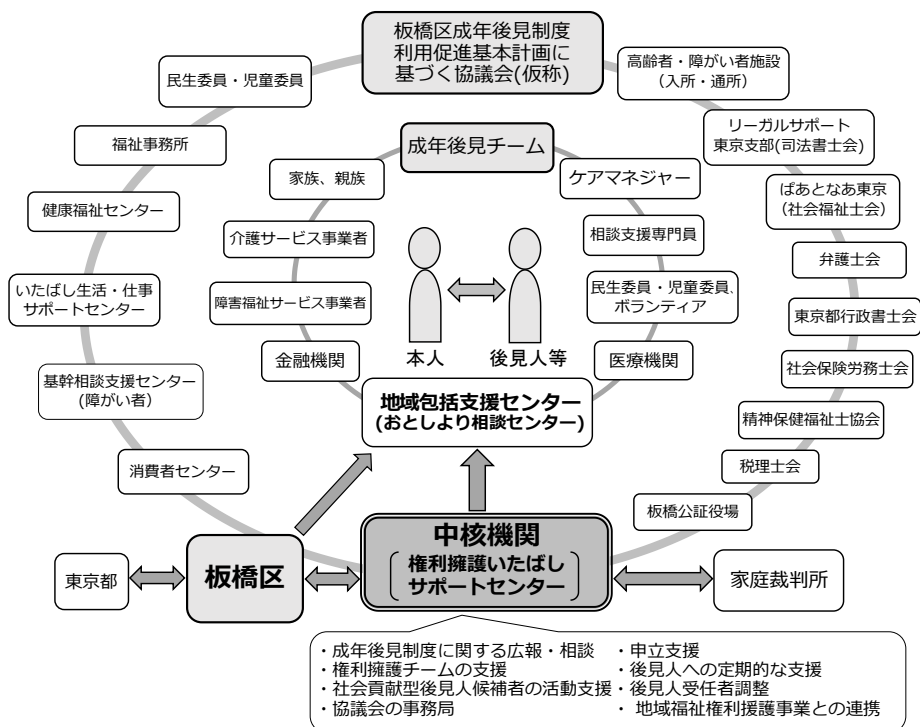 板橋区成年後見制度
利用促進基本計画に
基づく協議会(仮称)
民生委員・児童委員
高齢者・障がい者施設
（入所・通所）
福祉事務所
リーガルサポート
東京支部(司法書士会)
成年後見チーム
家族、親族
ケアマネジャー
健康福祉センター
ぱあとなあ東京
（社会福祉士会）
介護サービス事業者
相談支援専門員
弁護士会
いたばし生活・仕事
サポートセンター
障害福祉サービス事業者
民生委員・児童委員、
ボランティア
東京都行政書士会
金融機関
本人
後見人等
医療機関
社会保険労務士会
基幹相談支援センター
(障がい者)
地域包括支援センター
(おとしより相談センター)
精神保健福祉士協会
消費者センター
税理士会
板橋公証役場
東京都
板橋区
中核機関
権利擁護いたばし
サポートセンター
家庭裁判所
・成年後見制度に関する広報・相談
・権利擁護チームの支援
・社会貢献型後見人候補者の活動支援
・協議会の事務局
・申立支援
・後見人への定期的な支援
・後見人受任者調整
・地域福祉権利援護事業との連携